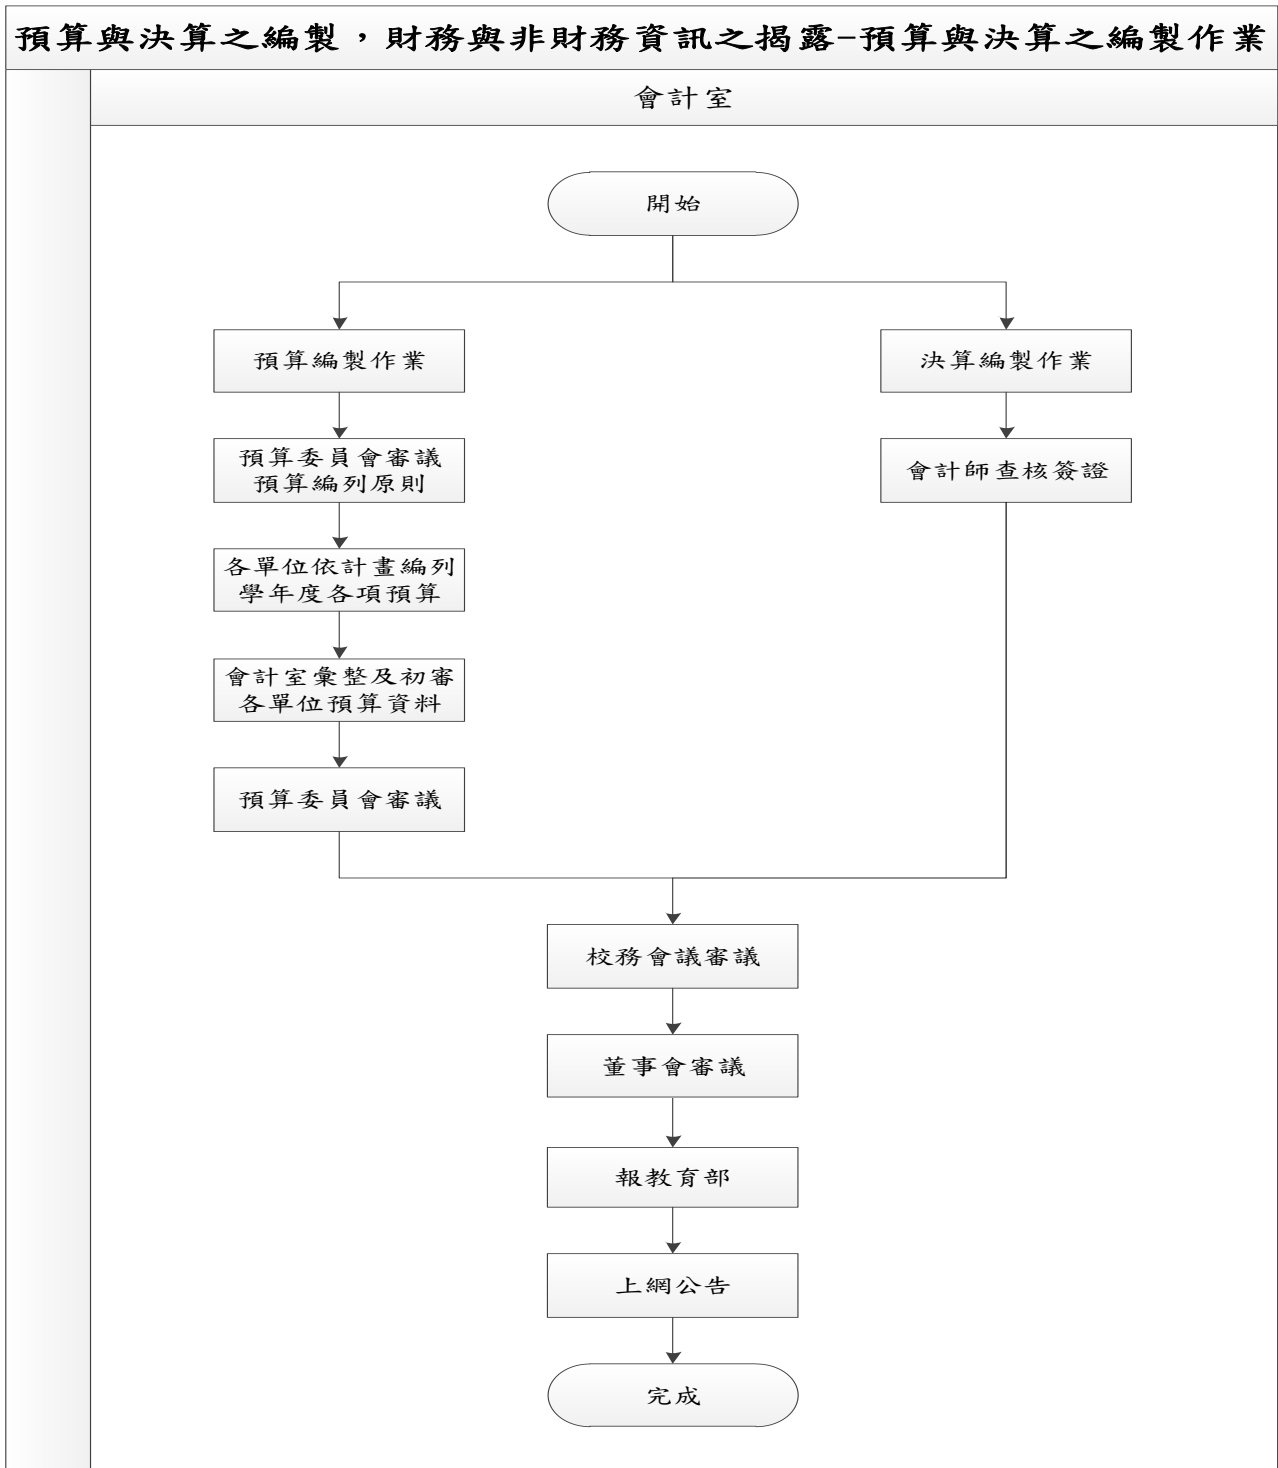 預算與決算之編製，財務與非財務資訊之揭露-預算與決算之編製作業
會計室
開始
預算編製作業
決算編製作業
預算委員會審議
預算編列原則
會計師查核簽證
各單位依計畫編列
學年度各項預算
會計室彙整及初審
各單位預算資料
預算委員會審議
校務會議審議
董事會審議
報教育部
上網公告
完成